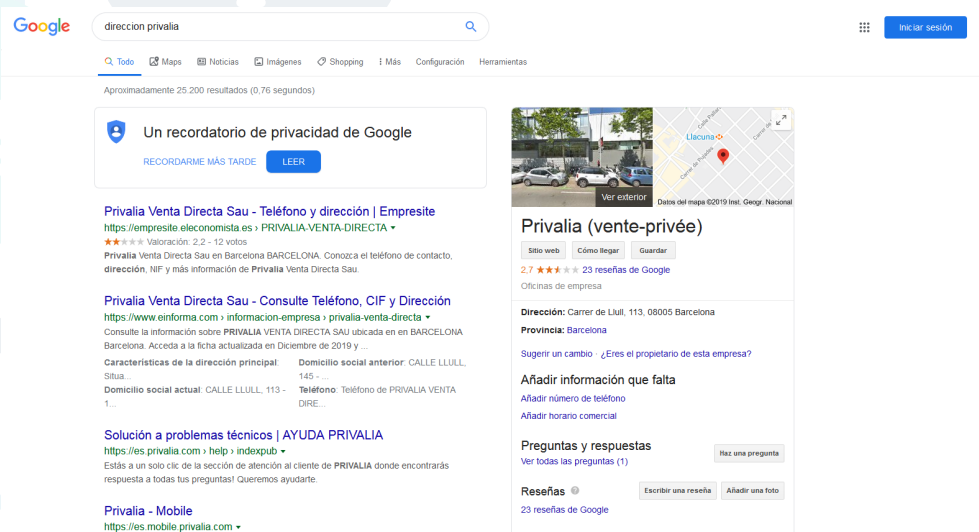 Google
direccion privalia
Iniciar sesión
Todo
Maps
Noticias
Imágenes
Shopping
Más
Configuración
Herramientas
Aproximadamente 25.200 resultados (0,76 segundos)
Un recordatorio de privacidad de Google
RECORDARME MÁS TARDE
LEER
Privalia Venta Directa Sau - Teléfono y dirección | Empresite
https://empresite.eleconomista.es › PRIVALIA-VENTA-DIRECTA
Valoración: 2,2 - 12 votos
Privalia Venta Directa Sau en Barcelona BARCELONA. Conozca el teléfono de contacto,
dirección, NIF y más información de Privalia Venta Directa Sau.
Privalia Venta Directa Sau - Consulte Teléfono, CIF y Dirección
https://www.einforma.com › informacion-empresa › privalia-venta-directa
Consulte la información sobre PRIVALIA VENTA DIRECTA SAU ubicada en en BARCELONA
Barcelona. Acceda a la ficha actualizada en Diciembre de 2019 y ...
Características de la dirección principal:
Situa...
Domicilio social anterior: CALLE LLULL,
145 - ...
Domicilio social actual: CALLE LLULL, 113 -
1...
Teléfono: Teléfono de PRIVALIA VENTA
DIRE...
Solución a problemas técnicos | AYUDA PRIVALIA
https://es.privalia.com › help › indexpub
Estás a un solo clic de la sección de atención al cliente de PRIVALIA donde encontrarás
respuesta a todas tus preguntas! Queremos ayudarte.
Privalia - Mobile
https://es.mobile.privalia.com
Ver exterior
Llacuna
Carrer de Pujades
Datos del mapa ©2019 Inst. Geogr. Nacional
Privalia (vente-privée)
Sitio web
Cómo llegar
Guardar
2,7
23 reseñas de Google
Oficinas de empresa
Dirección: Carrer de Llull, 113, 08005 Barcelona
Provincia: Barcelona
Sugerir un cambio · ¿Eres el propietario de esta empresa?
Añadir información que falta
Añadir número de teléfono
Añadir horario comercial
Preguntas y respuestas
Haz una pregunta
Ver todas las preguntas (1)
Reseñas
Escribir una reseña
Añadir una foto
23 reseñas de Google